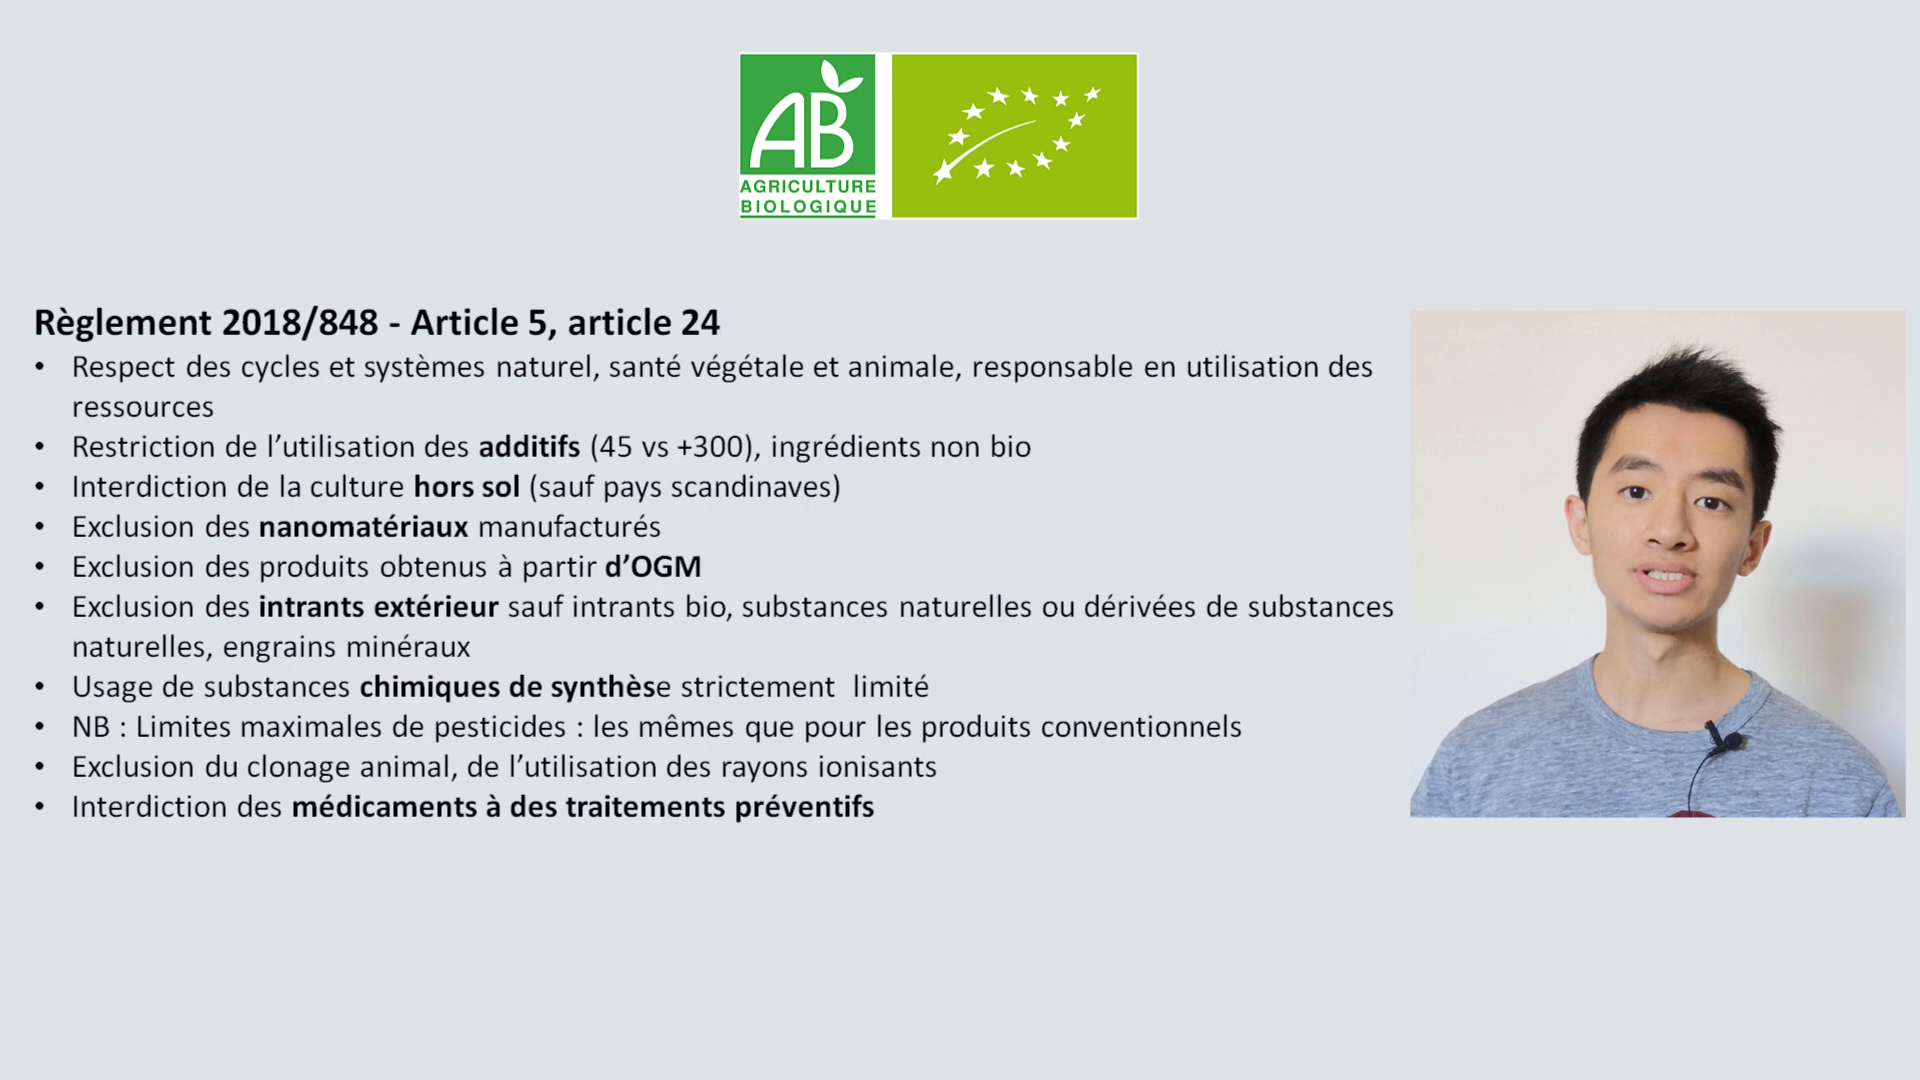 AB
AGRICULTURE
BIOLOGIQUE
Règlement 2018/848 - Article 5, article 24
• Respect des cycles et systèmes naturel, santé végétale et animale, responsable en utilisation des
ressources
• Restriction de l’utilisation des additifs (45 vs +300), ingrédients non bio
• Interdiction de la culture hors sol (sauf pays scandinaves)
• Exclusion des nanomatériaux manufacturés
• Exclusion des produits obtenus à partir d’OGM
• Exclusion des intrants extérieur sauf intrants bio, substances naturelles ou dérivées de substances
naturelles, engrains minéraux
• Usage de substances chimiques de synthèse strictement  limité
• NB : Limites maximales de pesticides : les mêmes que pour les produits conventionnels
• Exclusion du clonage animal, de l’utilisation des rayons ionisants
• Interdiction des médicaments à des traitements préventifs